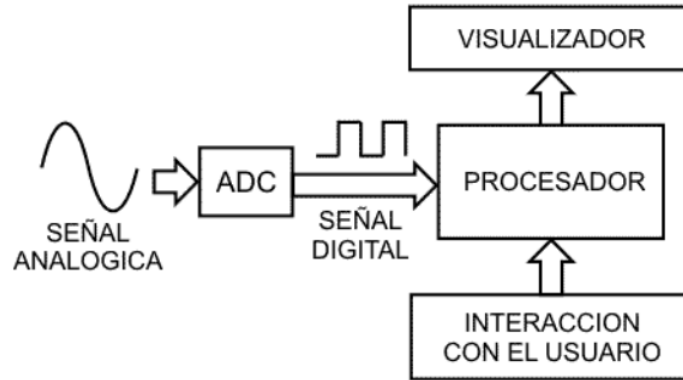 VISUALIZADOR
ADC
PROCESADOR
SEÑAL
ANALOGICA
SEÑAL
DIGITAL
INTERACCION
CON EL USUARIO